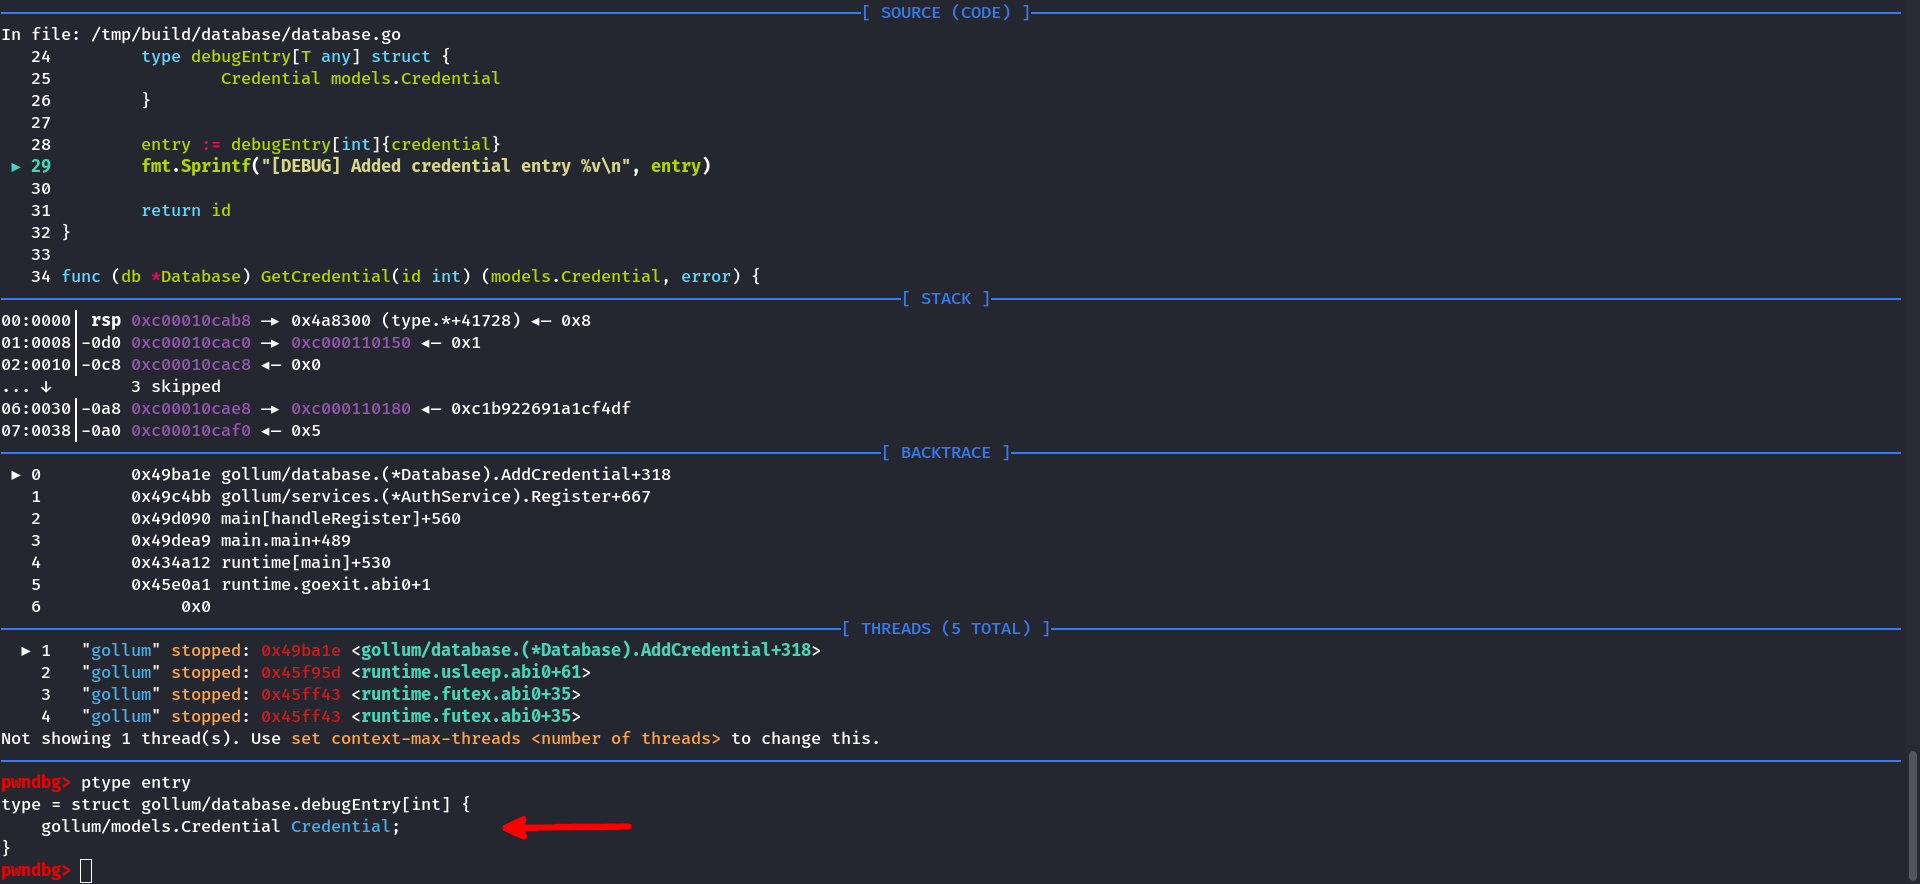 [ SOURCE (CODE) ]
In file: /tmp/build/database/database.go
   24         type debugEntry[T any] struct {
   25                 Credential models.Credential
   26         }
   27
   28         entry := debugEntry[int]{credential}
 ► 29         fmt.Sprintf("[DEBUG] Added credential entry %v\n", entry)
   30
   31         return id
   32 }
   33
   34 func (db *Database) GetCredential(id int) (models.Credential, error) {
[ STACK ]
00:0000│ rsp 0xc00010cab8 —▸ 0x4a8300 (type.*+41728) ◂— 0x8
01:0008│-0d0 0xc00010cac0 —▸ 0xc000110150 ◂— 0x1
02:0010│-0c8 0xc00010cac8 ◂— 0x0
... ↓        3 skipped
06:0030│-0a8 0xc00010cae8 —▸ 0xc000110180 ◂— 0xc1b922691a1cf4df
07:0038│-0a0 0xc00010caf0 ◂— 0x5
[ BACKTRACE ]
 ► 0         0x49ba1e gollum/database.(*Database).AddCredential+318
   1         0x49c4bb gollum/services.(*AuthService).Register+667
   2         0x49d090 main[handleRegister]+560
   3         0x49dea9 main.main+489
   4         0x434a12 runtime[main]+530
   5         0x45e0a1 runtime.goexit.abi0+1
   6              0x0
[ THREADS (5 TOTAL) ]
  ► 1   "gollum" stopped: 0x49ba1e <gollum/database.(*Database).AddCredential+318>
    2   "gollum" stopped: 0x45f95d <runtime.usleep.abi0+61>
    3   "gollum" stopped: 0x45ff43 <runtime.futex.abi0+35>
    4   "gollum" stopped: 0x45ff43 <runtime.futex.abi0+35>
Not showing 1 thread(s). Use set context-max-threads <number of threads> to change this.
pwndbg> ptype entry
type = struct gollum/database.debugEntry[int] {
    gollum/models.Credential Credential;
}
pwndbg>